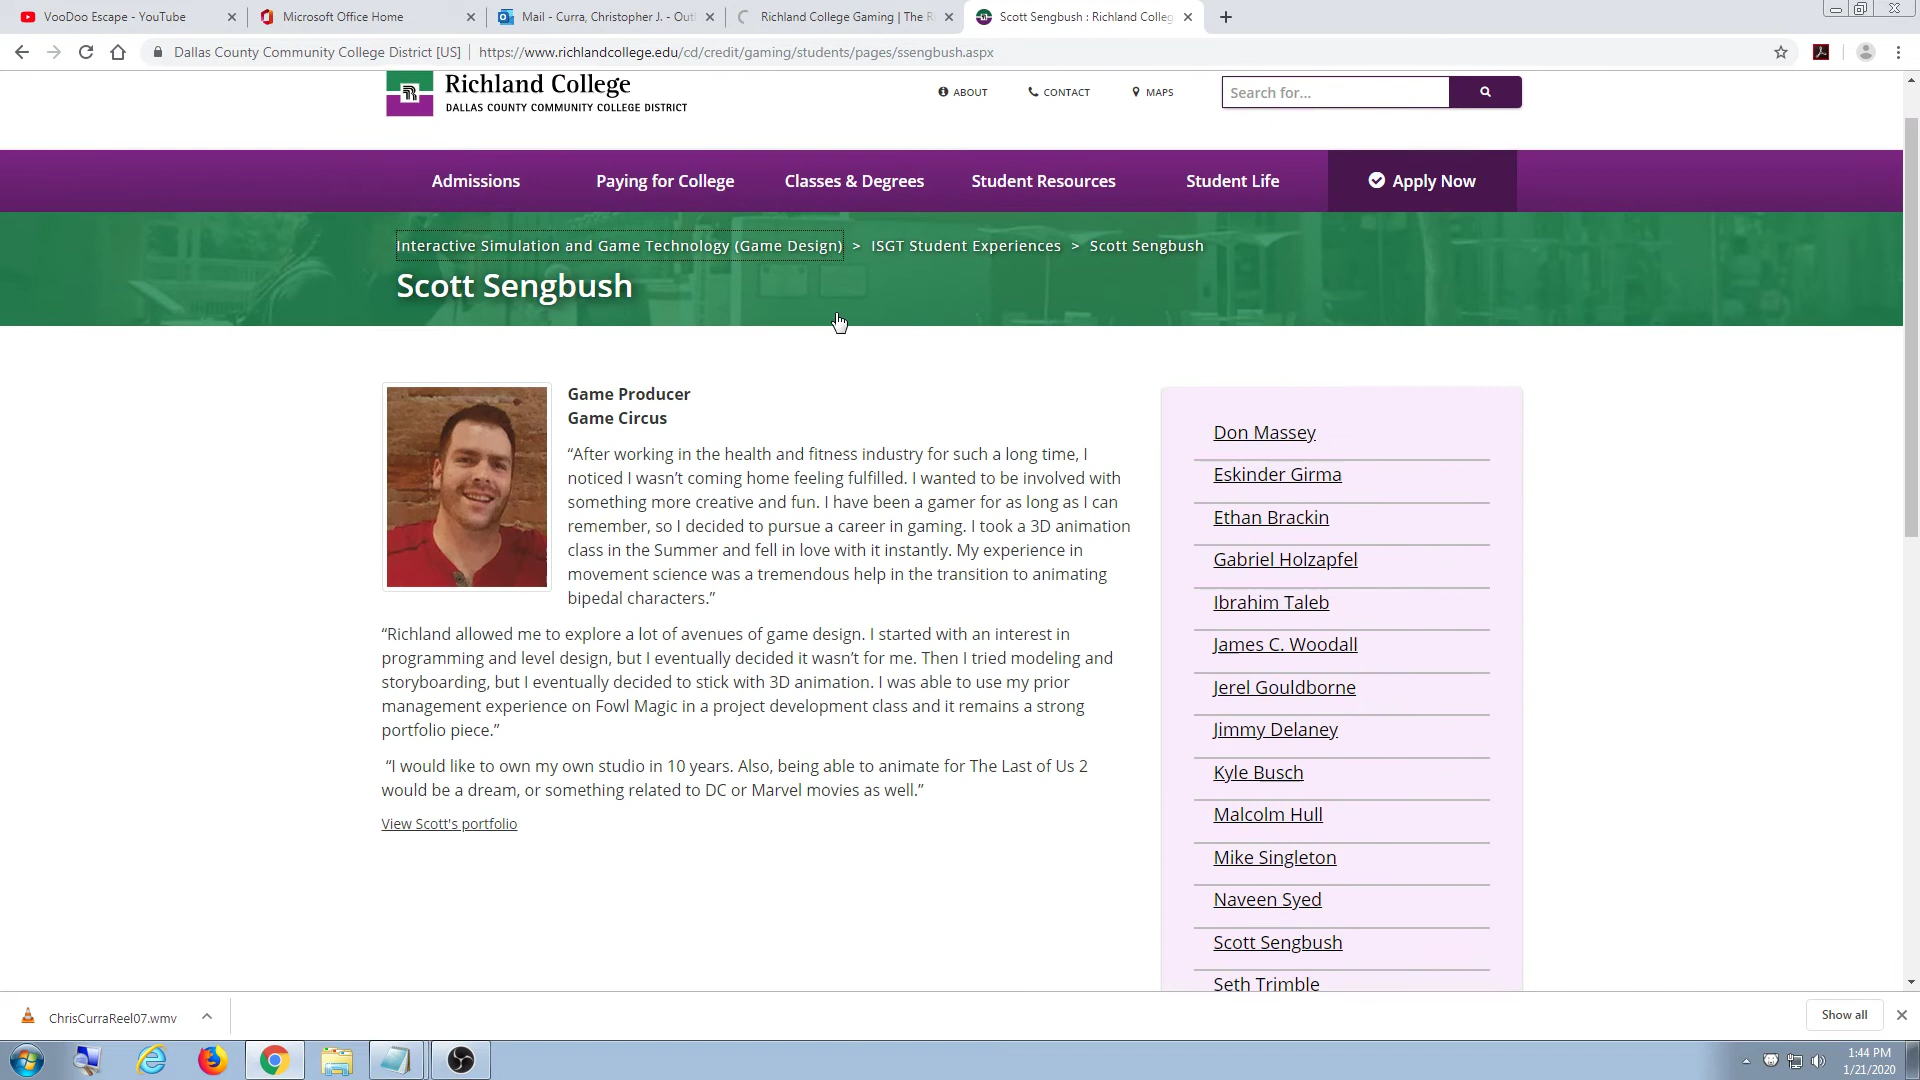 VooDoo Escape - YouTube
Microsoft Office Home
Mail - Curra, Christopher J. - Outl
Richland College Gaming | The R
Scott Sengbush : Richland Colleg
Dallas County Community College District [US]
https://www.richlandcollege.edu/cd/credit/gaming/students/pages/ssengbush.aspx
Richland College
DALLAS COUNTY COMMUNITY COLLEGE DISTRICT
ABOUT
CONTACT
MAPS
Search for...
Admissions
Paying for College
Classes & Degrees
Student Resources
Student Life
Apply Now
Interactive Simulation and Game Technology (Game Design) > ISGT Student Experiences > Scott Sengbush
Scott Sengbush
Game Producer
Game Circus
“After working in the health and fitness industry for such a long time, I
noticed I wasn’t coming home feeling fulfilled. I wanted to be involved with
something more creative and fun. I have been a gamer for as long as I can
remember, so I decided to pursue a career in gaming. I took a 3D animation
class in the Summer and fell in love with it instantly. My experience in
movement science was a tremendous help in the transition to animating
bipedal characters.”
“Richland allowed me to explore a lot of avenues of game design. I started with an interest in
programming and level design, but I eventually decided it wasn’t for me. Then I tried modeling and
storyboarding, but I eventually decided to stick with 3D animation. I was able to use my prior
management experience on Fowl Magic in a project development class and it remains a strong
portfolio piece.”
“I would like to own my own studio in 10 years. Also, being able to animate for The Last of Us 2
would be a dream, or something related to DC or Marvel movies as well.”
View Scott's portfolio
Don Massey
Eskinder Girma
Ethan Brackin
Gabriel Holzapfel
Ibrahim Taleb
James C. Woodall
Jerel Gouldborne
Jimmy Delaney
Kyle Busch
Malcolm Hull
Mike Singleton
Naveen Syed
Scott Sengbush
Seth Trimble
ChrisCurraReel07.wmv
Show all
1:44 PM
1/21/2020